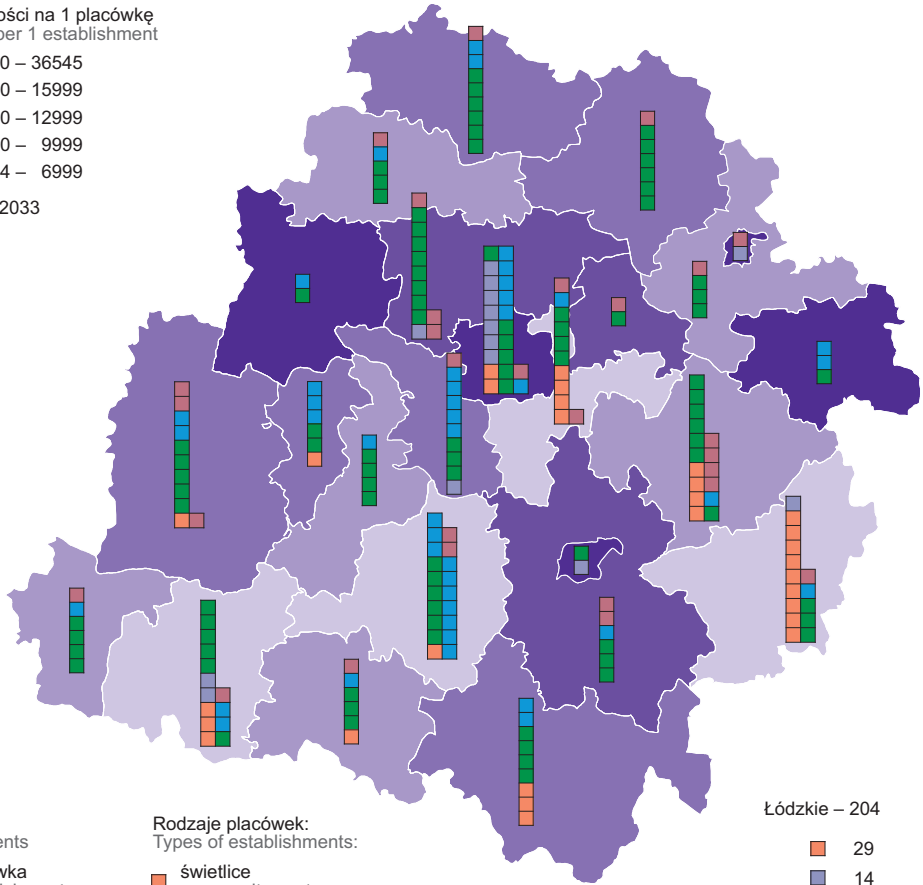 ości na 1 placówkę
per 1 establishment
0 – 36545
0 – 15999
0 – 12999
0 – 9999
4 – 6999
2033
Łódzkie – 204
29
14
Rodzaje placówek:
Types of establishments:
ents
wka
świetlice